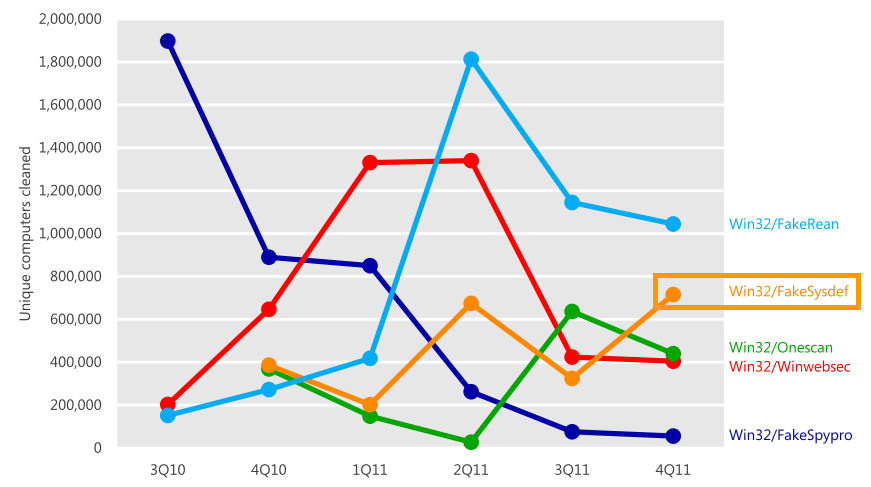 2,000,000
1,800,000
1,600,000
1,400,000
1,200,000
1,000,000
800,000
600,000
400,000
200,000
0
Unique computers cleaned
3Q10 4Q10 1Q11 2Q11 3Q11 4Q11
Win32/FakeRean
Win32/FakeSysdef
Win32/Onescan
Win32/Winwebsec
Win32/FakeSpypro